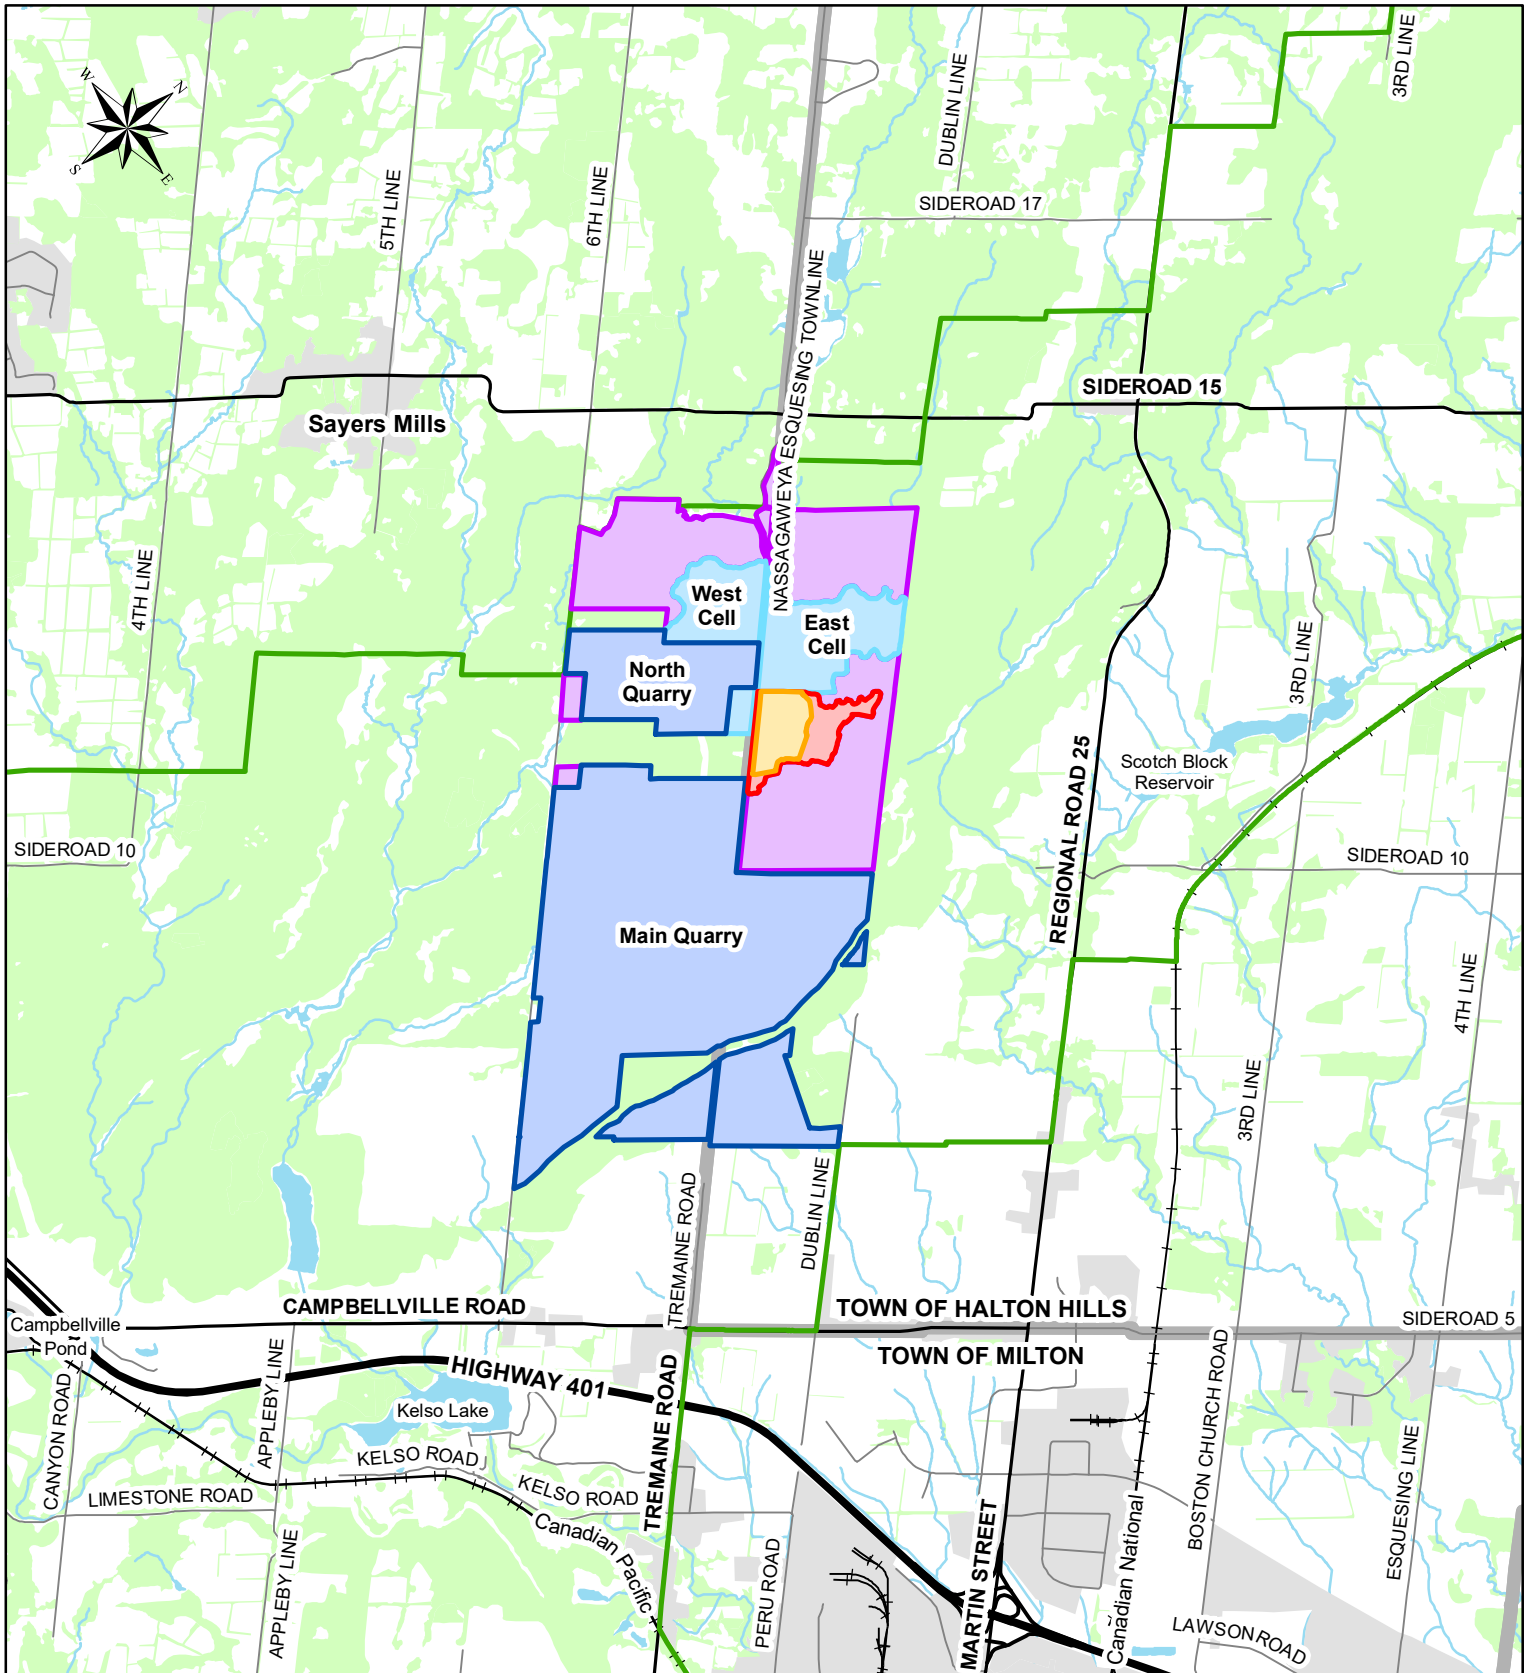 3RD LINE
DUBLIN LINE
W
N
S
E
5TH LINE
6TH LINE
SIDEROAD 17
NASSAGAWEYA ESQUESING TOWNLINE
SIDEROAD 15
Sayers Mills
4TH LINE
West
Cell
East
Cell
North
Quarry
3RD LINE
Scotch Block
Reservoir
REGIONAL ROAD 25
SIDEROAD 10
SIDEROAD 10
Main Quarry
4TH LINE
3RD LINE
TREMAINE ROAD
DUBLIN LINE
CAMPBELLVILLE ROAD
TOWN OF HALTON HILLS
SIDEROAD 5
Campbellville
Pond
TOWN OF MILTON
HIGHWAY 401
APPLEBY LINE
CANYON ROAD
Kelso Lake
TREMAINE ROAD
BOSTON CHURCH ROAD
KELSO ROAD
KELSO ROAD
LIMESTONE ROAD
ESQUESING LINE
Canadian Pacific
Canadian National
MARTIN STREET
APPLEBY LINE
PERU ROAD
LAWSON ROAD